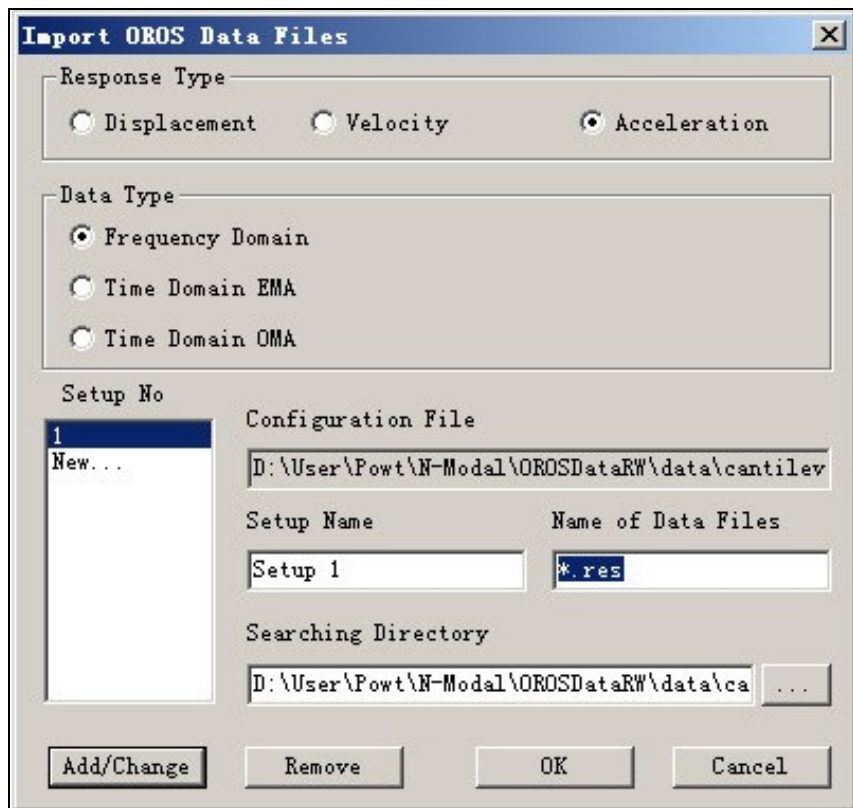 Import OROS Data Files
Response Type
Displacement Velocity Acceleration
Data Type
Frequency Domain
Time Domain EMA
Time Domain OMA
Setup No
1
New...
Configuration File
D:\User\Powt\N-Modal\OROSDataRW\data\cantilev
Setup Name Name of Data Files
Setup 1 *.res
Searching Directory
D:\User\Powt\N-Modal\OROSDataRW\data\ca ...
Add/Change Remove OK Cancel